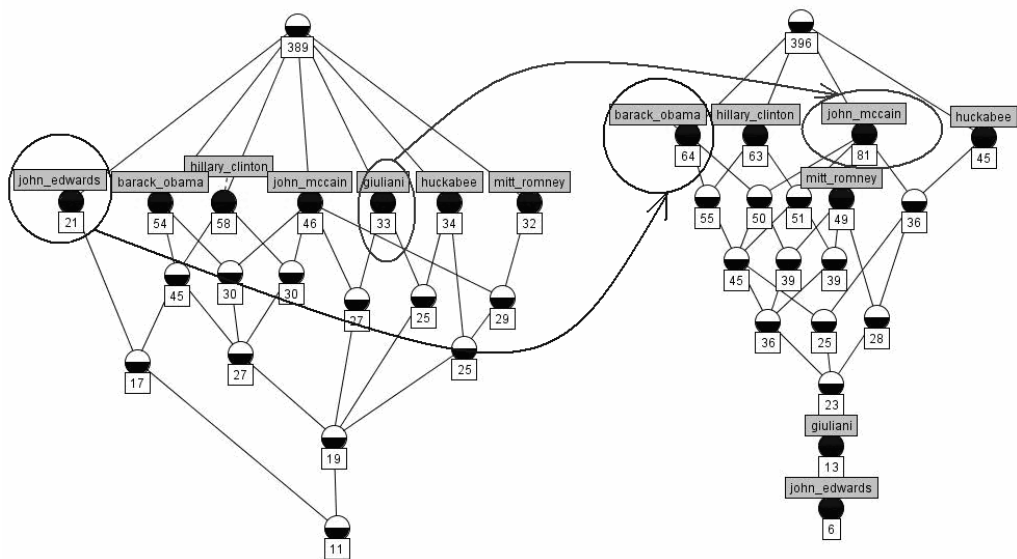 389
hillary_clinton
john_edwards
barack_obama
john_mccain
giuliani
huckabee
mitt_romney
21
54
58
46
33
34
32
45
30
30
27
25
29
17
27
25
19
11
396
barack_obama
hillary_clinton
john_mccain
huckabee
64
63
81
45
mitt_romney
55
50
51
49
36
45
39
39
36
25
28
23
giuliani
13
john_edwards
6